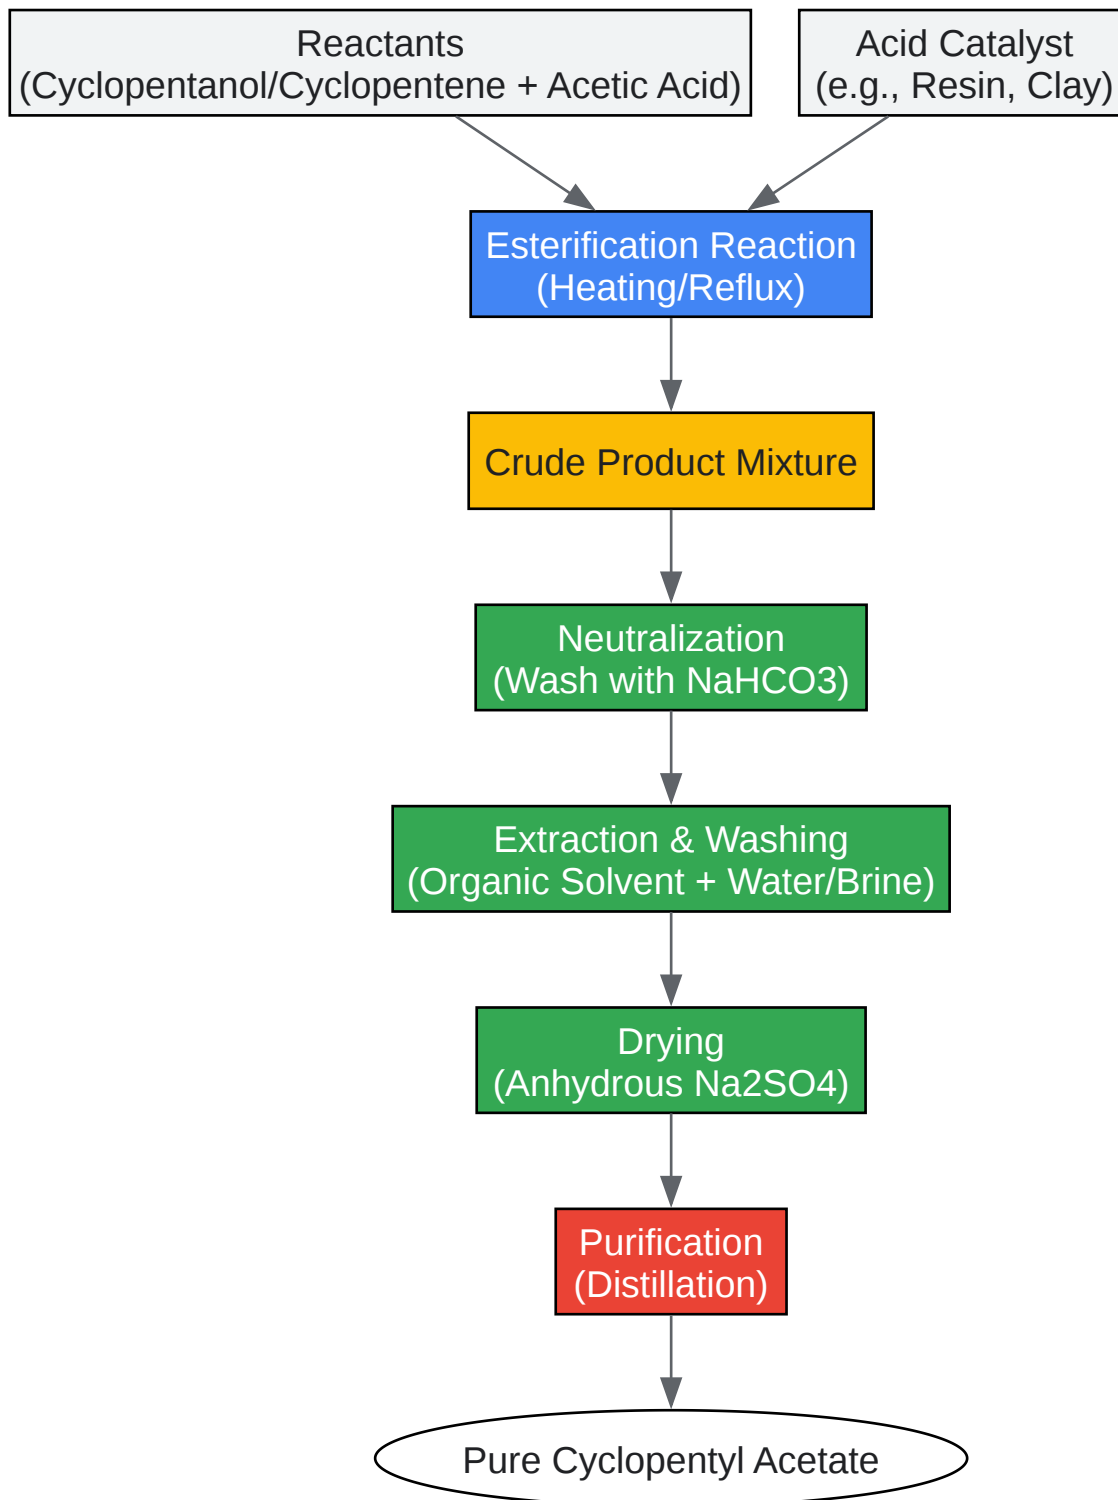 Reactants
(Cyclopentanol/Cyclopentene + Acetic Acid)
Acid Catalyst
(e.g., Resin, Clay)
Esterification Reaction
(Heating/Reflux)
Crude Product Mixture
Neutralization
(Wash with NaHCO3)
Extraction & Washing
(Organic Solvent + Water/Brine)
Drying
(Anhydrous Na2SO4)
Purification
(Distillation)
Pure Cyclopentyl Acetate